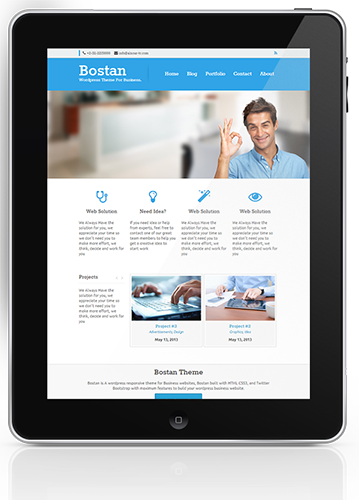 Bostan
Wordpress Theme For Business.
Home Blog Portfolio Contact About
Web Solution
We Always Have the
solution for you, we
appreciate your time so
we don't need you to
make more effort, we
think, decide and work for
you
Need Idea?
If you need idea or help
from experts, feel free to
contact one of our great
team members to help you
get a creative idea to
start work
Web Solution
We Always Have the
solution for you, we
appreciate your time so
we don't need you to
make more effort, we
think, decide and work
for you
Web Solution
We Always Have the
solution for you, we
appreciate your time so
we don't need you to
make more effort, we
think, decide and work
for you
Projects
We Always Have the
solution for you, we
appreciate your time so
we don't need you to
make more effort, we
think, decide and work for
you
Project #3
Advertisements, Design
May 13, 2013
Project #2
Graphic, Web
May 13, 2013
Bostan Theme
Bostan is A wordpress responsive theme for Business websites, Bostan built with HTML CSS3, and Twitter
Bootstrap with maximum features to build your wordpress business website